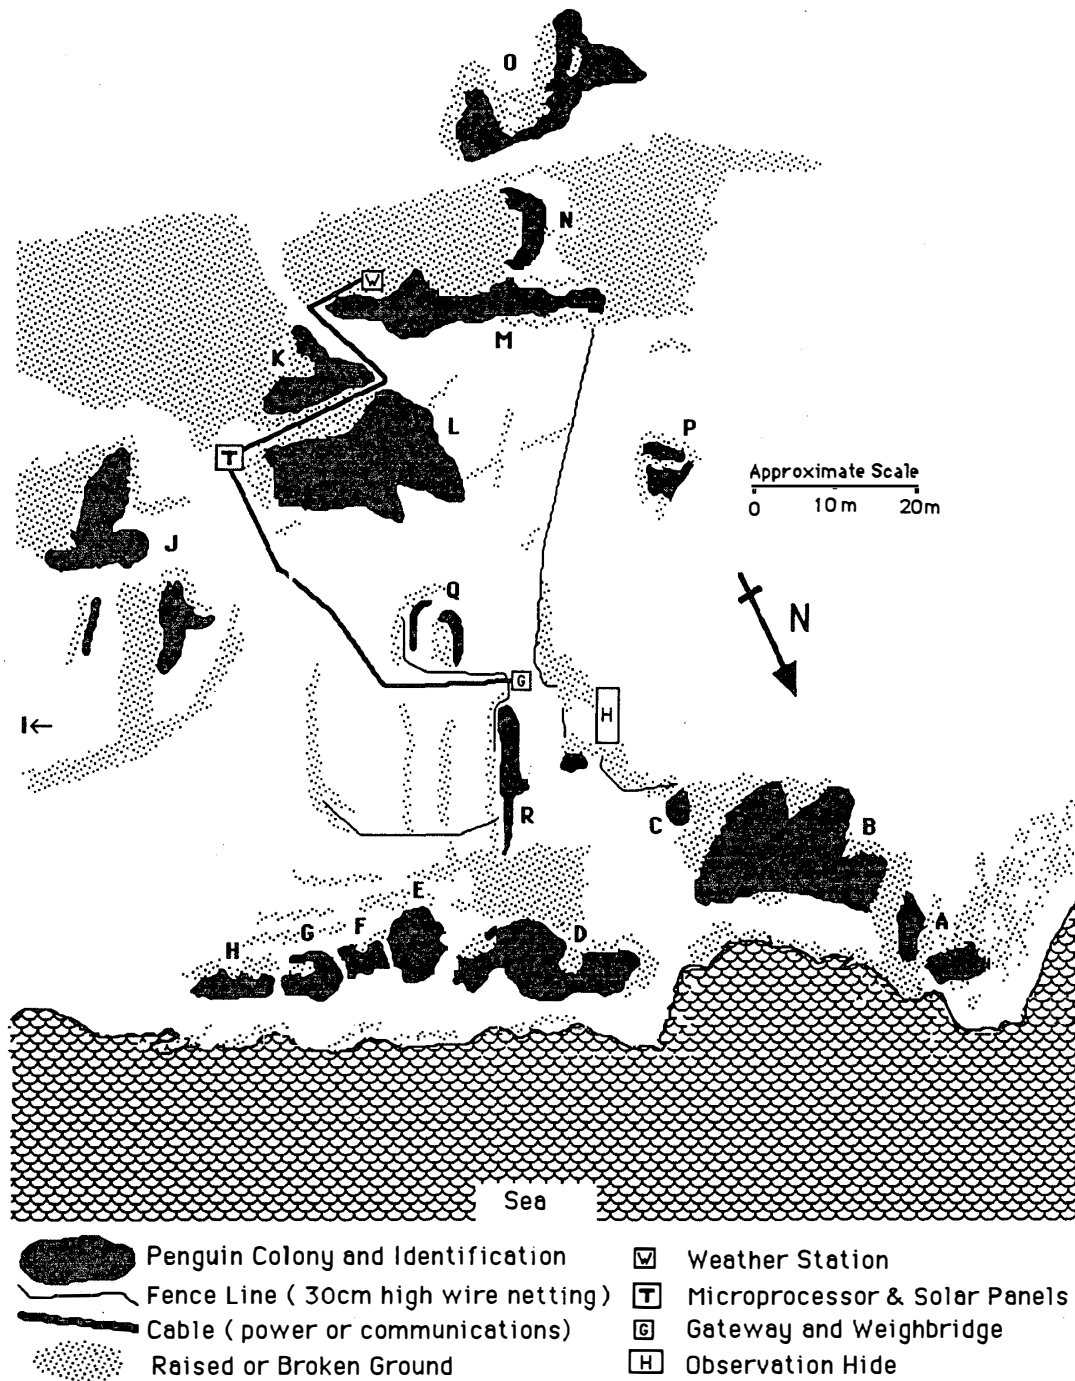 O
N
W
M
K
L
T
P
Approximate Scale
0 10m 20m
J
Q
N
G
H
I←
R
C
B
E
A
F
D
G
H
Sea
Penguin Colony and Identification
Fence Line ( 30cm high wire netting )
Cable ( power or communications)
Raised or Broken Ground
W Weather Station
T Microprocessor & Solar Panels
G Gateway and Weighbridge
H Observation Hide